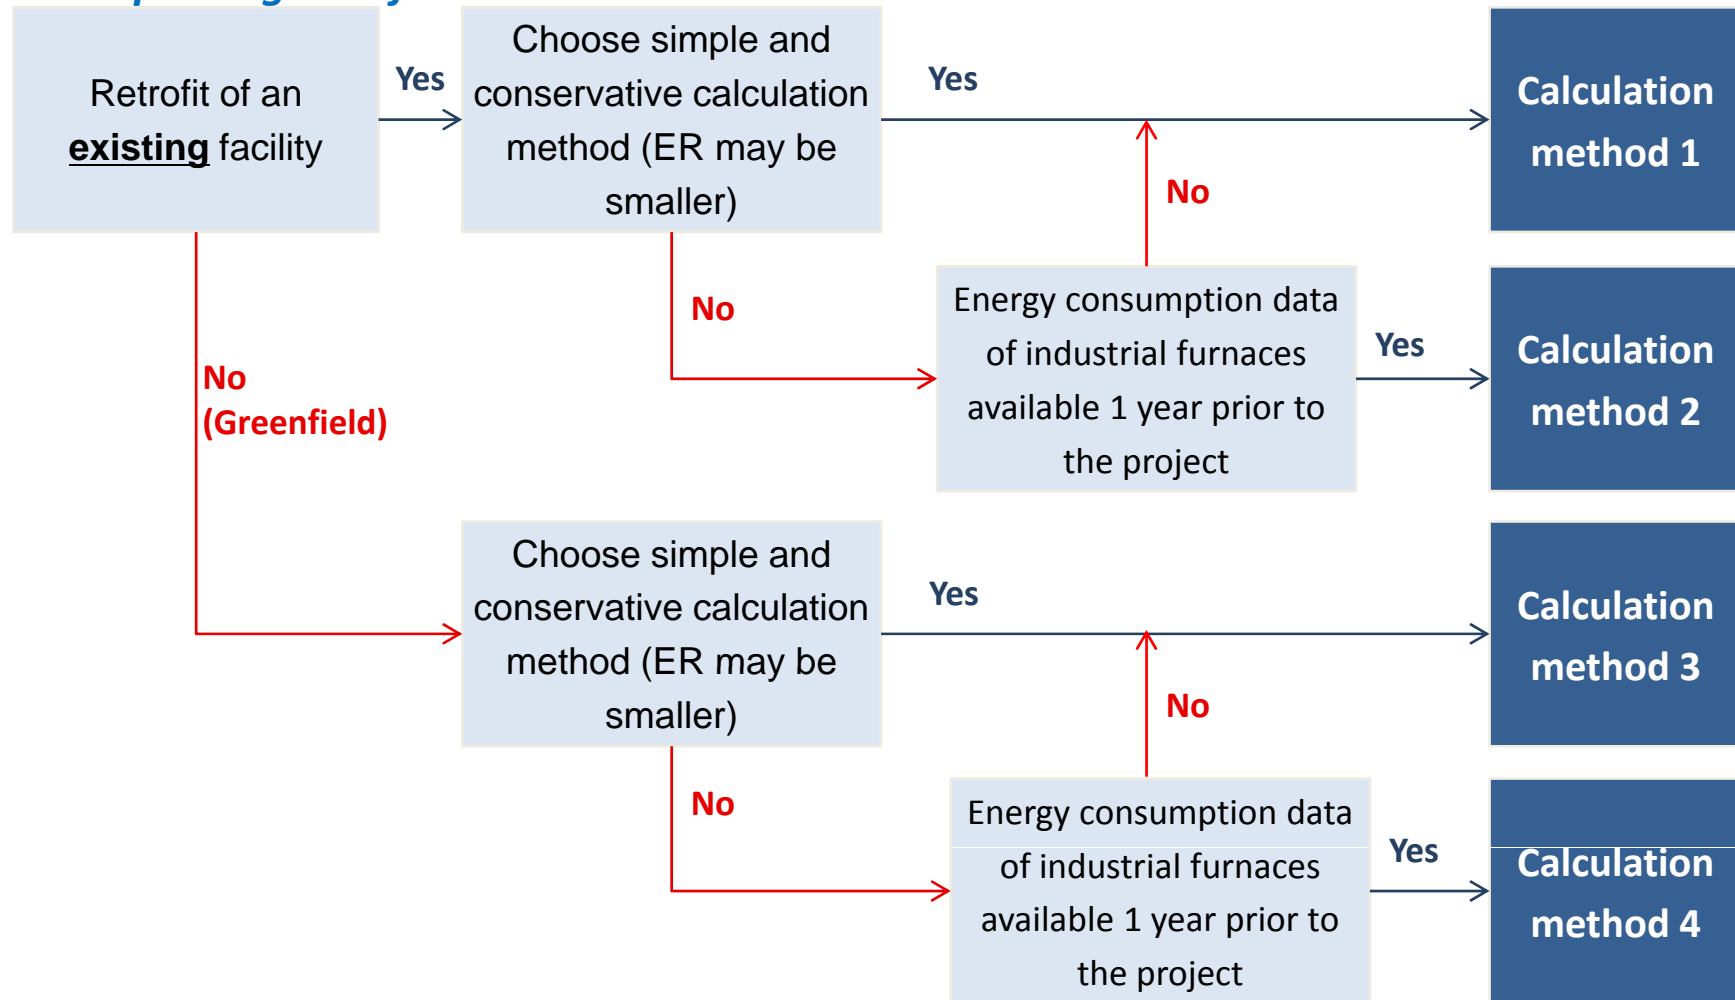 Retrofit of an
existing facility
Yes
Choose simple and
conservative calculation
method (ER may be
smaller)
Yes
Calculation
method 1
No
No
Energy consumption data
of industrial furnaces
available 1 year prior to
the project
Yes
Calculation
method 2
No
(Greenfield)
Choose simple and
conservative calculation
method (ER may be
smaller)
Yes
Calculation
method 3
No
No
Energy consumption data
of industrial furnaces
available 1 year prior to
the project
Yes
Calculation
method 4